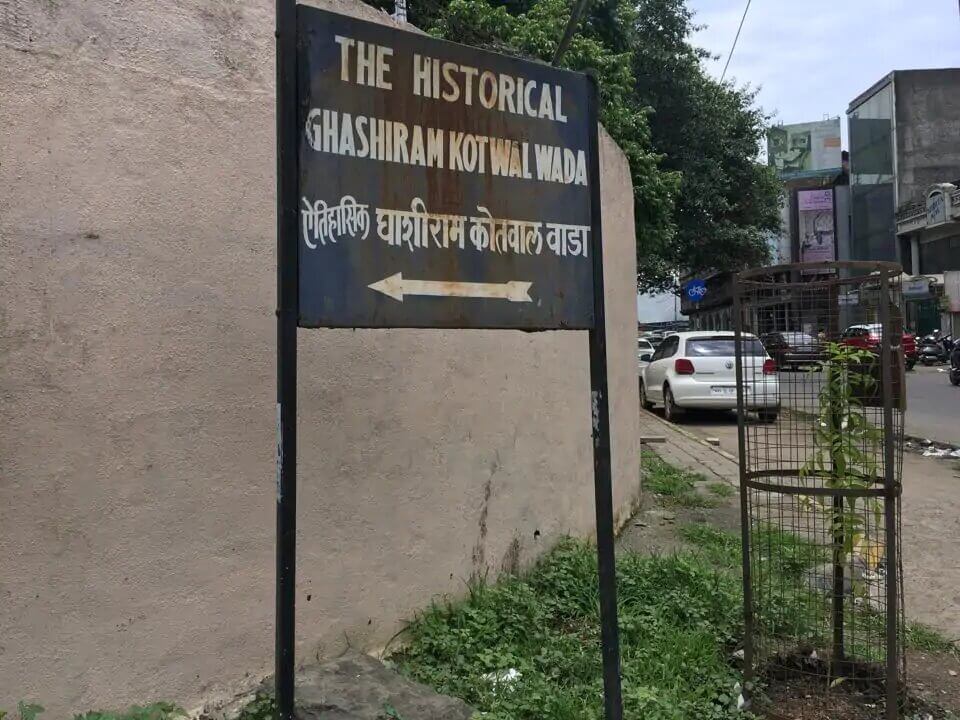 THE HISTORICAL
GHASHIRAM KOTWAL WADA
ऐतिहासिक घाशीराम कोतवाल वाडा